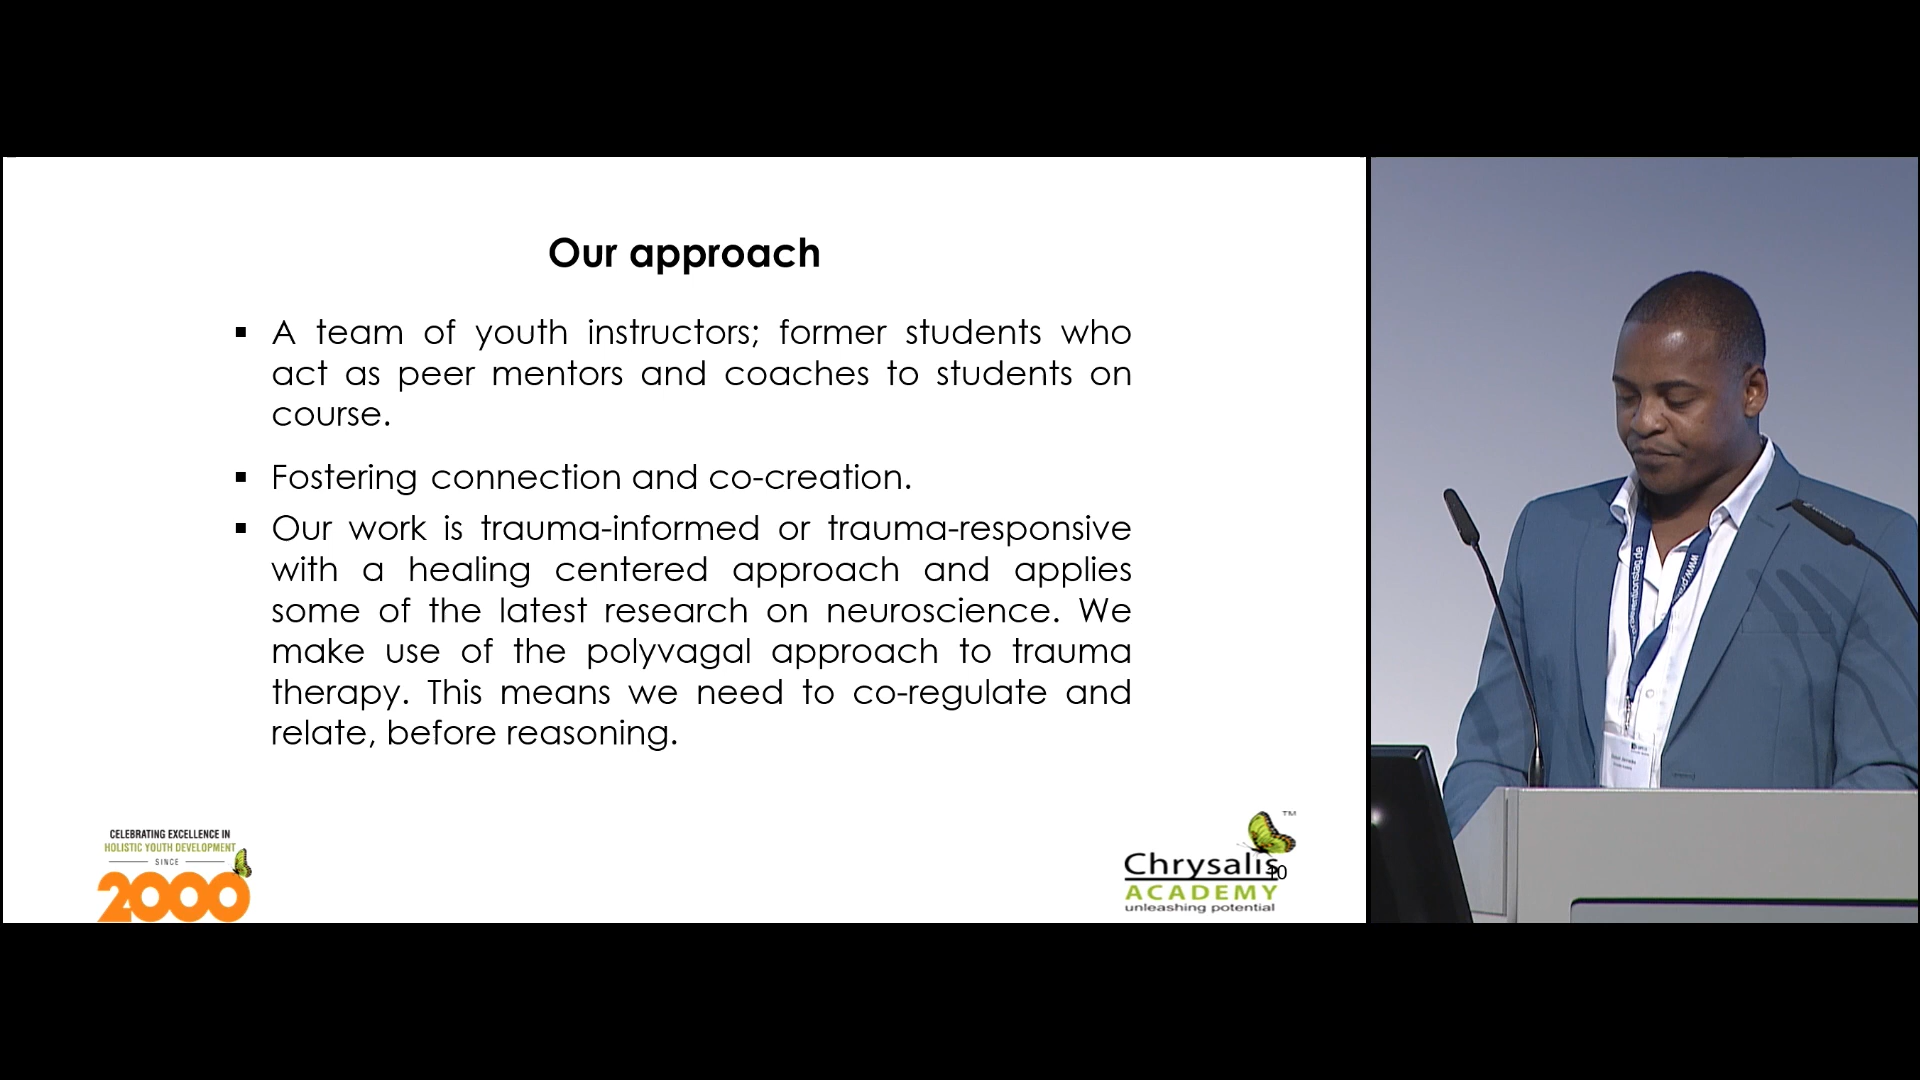 Our approach
▪ A team of youth instructors; former students who
act as peer mentors and coaches to students on
course.
▪ Fostering connection and co-creation.
▪ Our work is trauma-informed or trauma-responsive
with a healing centered approach and applies
some of the latest research on neuroscience. We
make use of the polyvagal approach to trauma
therapy. This means we need to co-regulate and
relate, before reasoning.
CELEBRATING EXCELLENCE IN
HOLISTIC YOUTH DEVELOPMENT
SINCE
2000
TM
Chrysalis
10
ACADEMY
unleashing potential